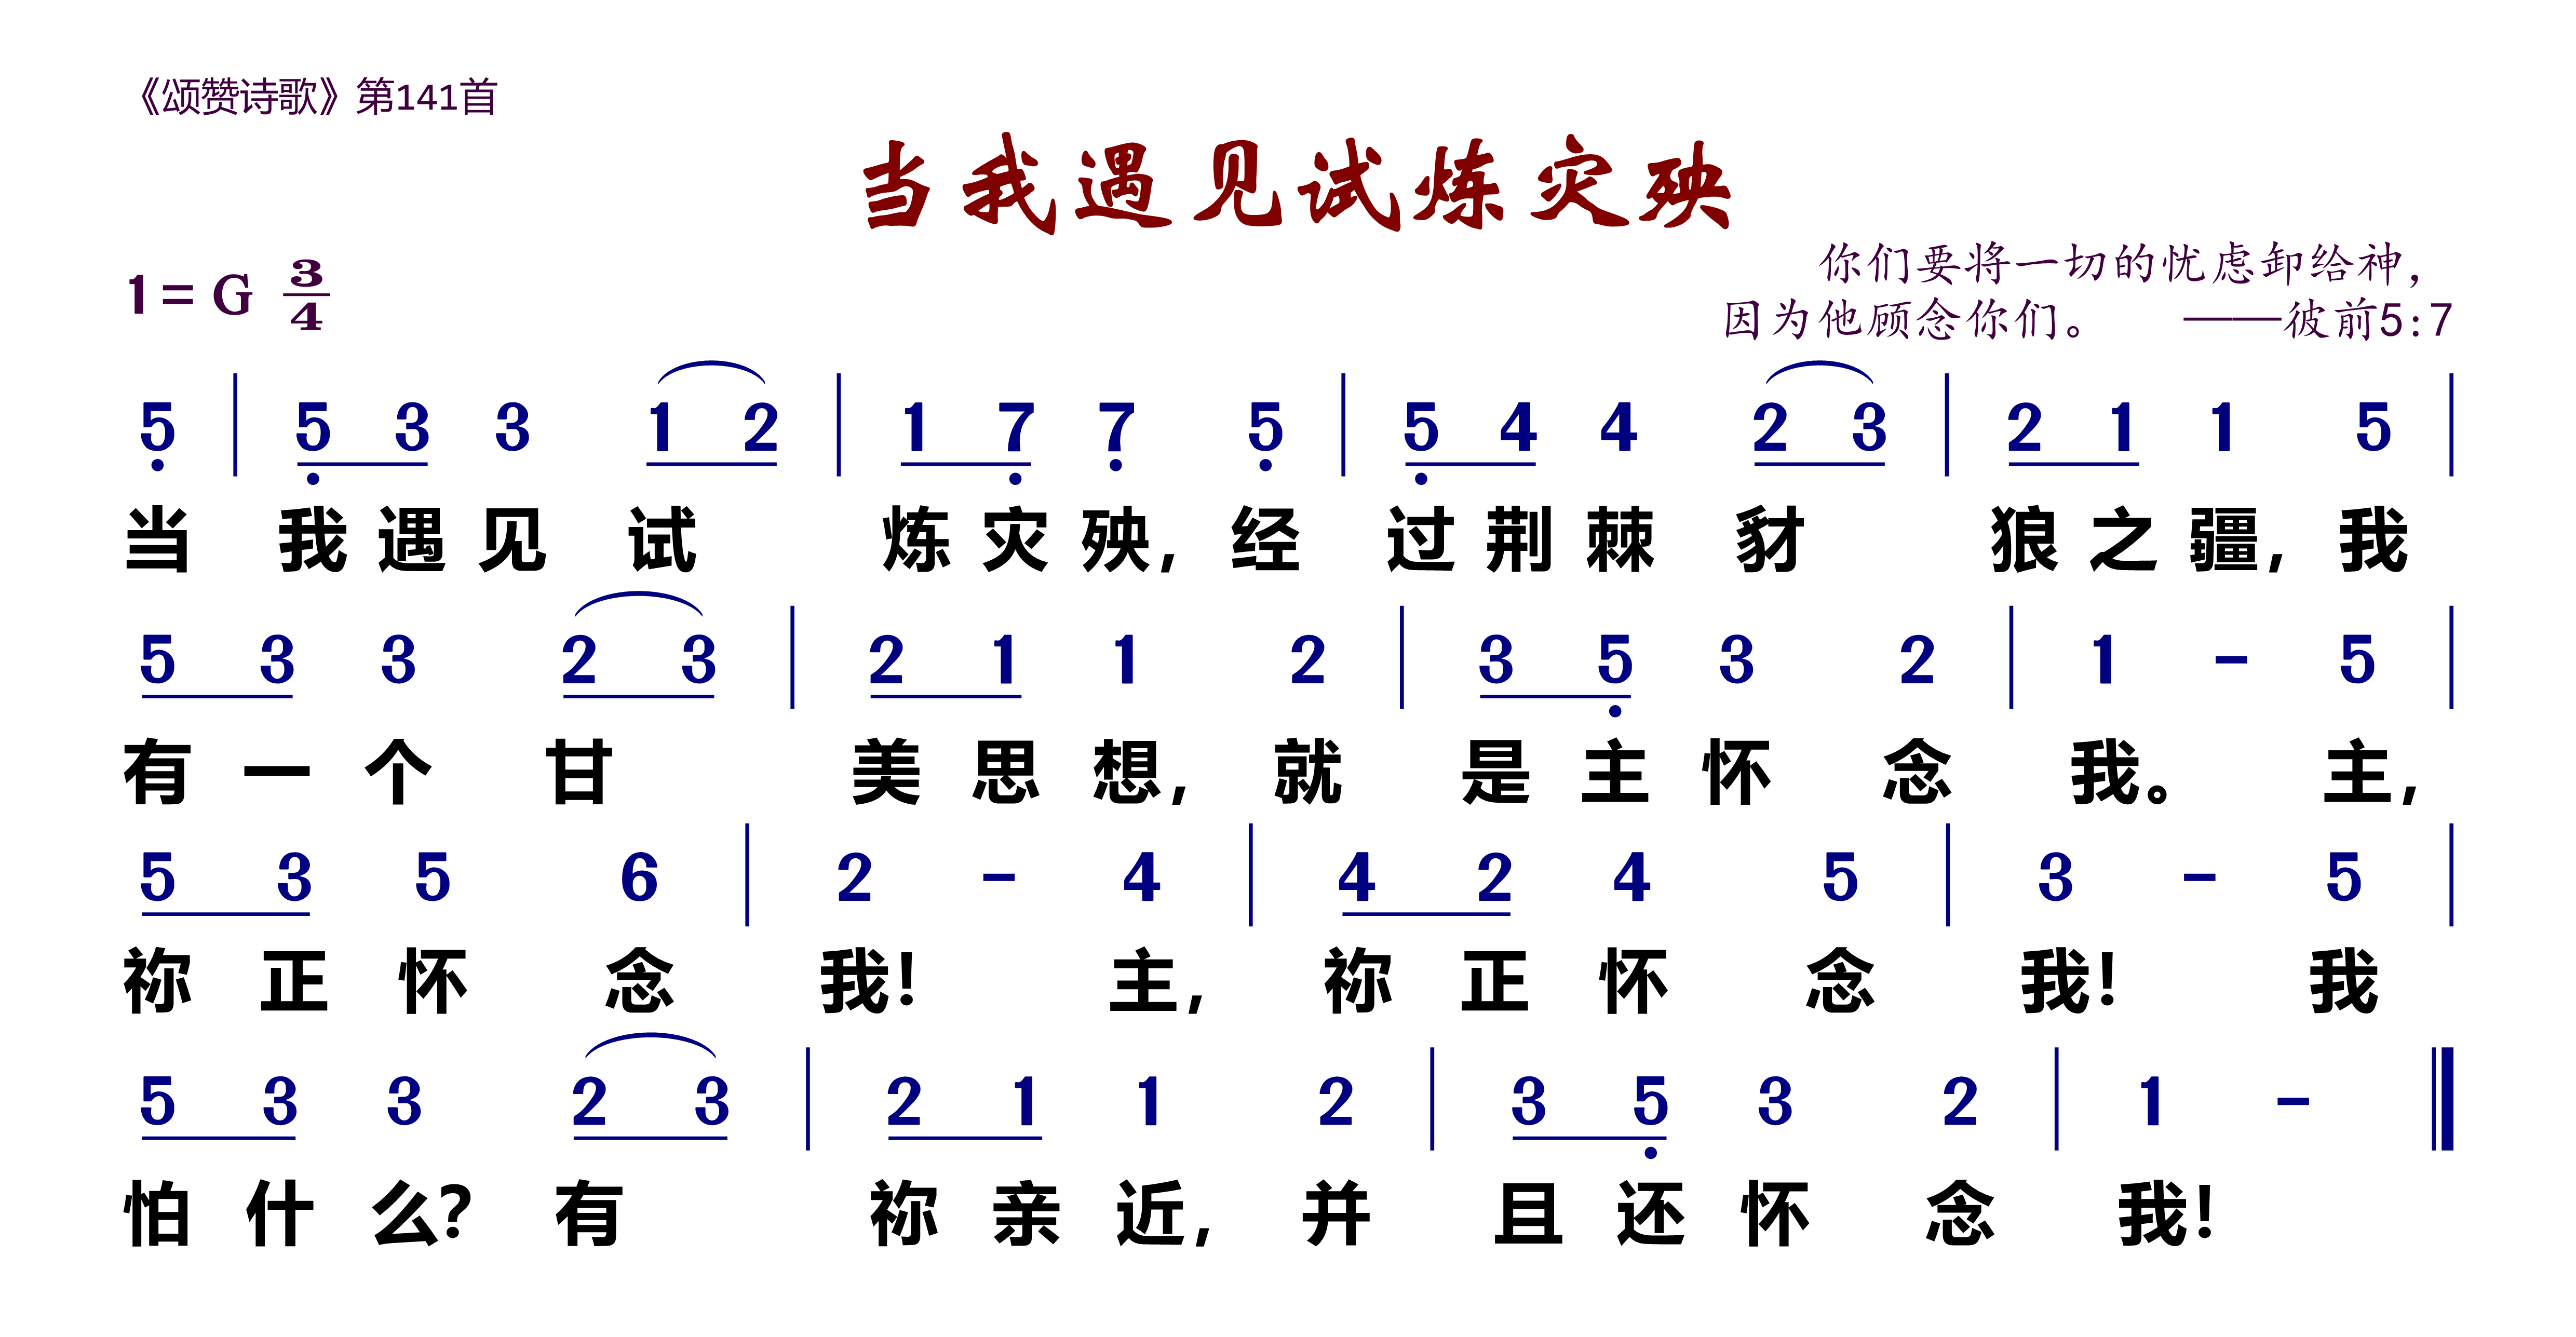 《颂赞诗歌》第141首
当我遇见试炼灾殃
1 = G 3/4
你们要将一切的忧虑卸给神，
因为他顾念你们。 ——彼前5:7
5̣ | 5̣ 3 3 1 2 | 1 7̣ 7̣ 5̣ | 5̣ 4 4 2 3 | 2 1 1 5 |
当 我 遇 见 试 炼 灾 殃， 经 过 荆 棘 豺 狼 之 疆， 我
5 3 3 2 3 | 2 1 1 2 | 3 5̣ 3 2 | 1 - 5 |
有 一 个 甘 美 思 想， 就 是 主 怀 念 我。 主，
5 3 5 6 | 2 - 4 | 4 2 4 5 | 3 - 5 |
祢 正 怀 念 我！ 主， 祢 正 怀 念 我！ 我
5 3 3 2 3 | 2 1 1 2 | 3 5̣ 3 2 | 1 - ‖
怕 什 么？ 有 祢 亲 近， 并 且 还 怀 念 我！